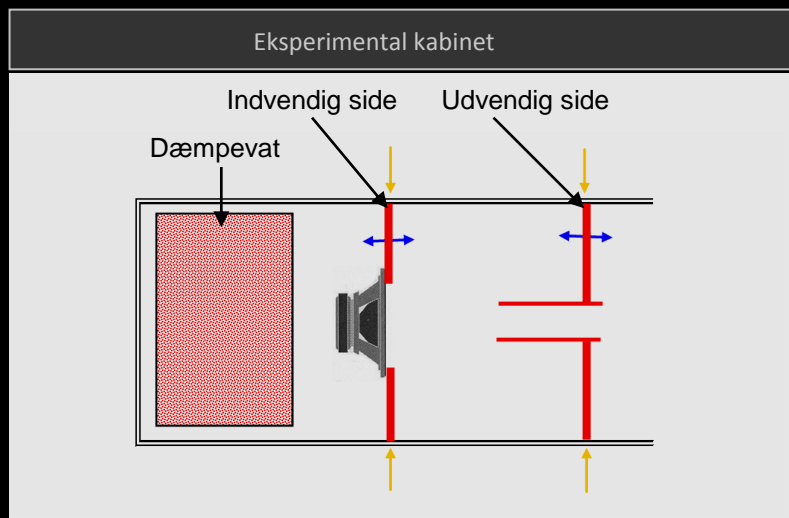 Eksperimental kabinet
Indvendig side
Udvendig side
Dæmpevat